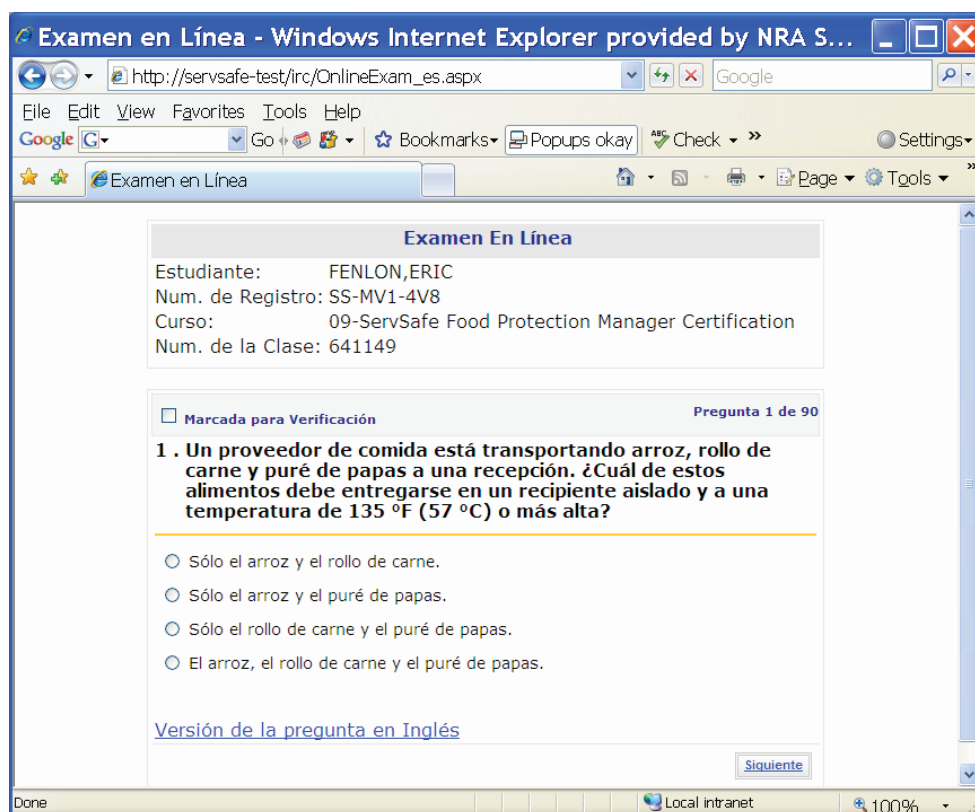 Examen en Línea - Windows Internet Explorer provided by NRA S...
http://servsafe-test/irc/OnlineExam_es.aspx
Google
File Edit View Favorites Tools Help
Google G Go Bookmarks Popups okay ABC Check » Settings
Examen en Línea Page Tools »
Examen En Línea
Estudiante: FENLON,ERIC
Num. de Registro: SS-MV1-4V8
Curso: 09-ServSafe Food Protection Manager Certification
Num. de la Clase: 641149
Marcada para Verificación Pregunta 1 de 90
1 . Un proveedor de comida está transportando arroz, rollo de
carne y puré de papas a una recepción. ¿Cuál de estos
alimentos debe entregarse en un recipiente aislado y a una
temperatura de 135 ºF (57 ºC) o más alta?
Sólo el arroz y el rollo de carne.
Sólo el arroz y el puré de papas.
Sólo el rollo de carne y el puré de papas.
El arroz, el rollo de carne y el puré de papas.
Versión de la pregunta en Inglés
Siguiente
Done Local intranet 100%